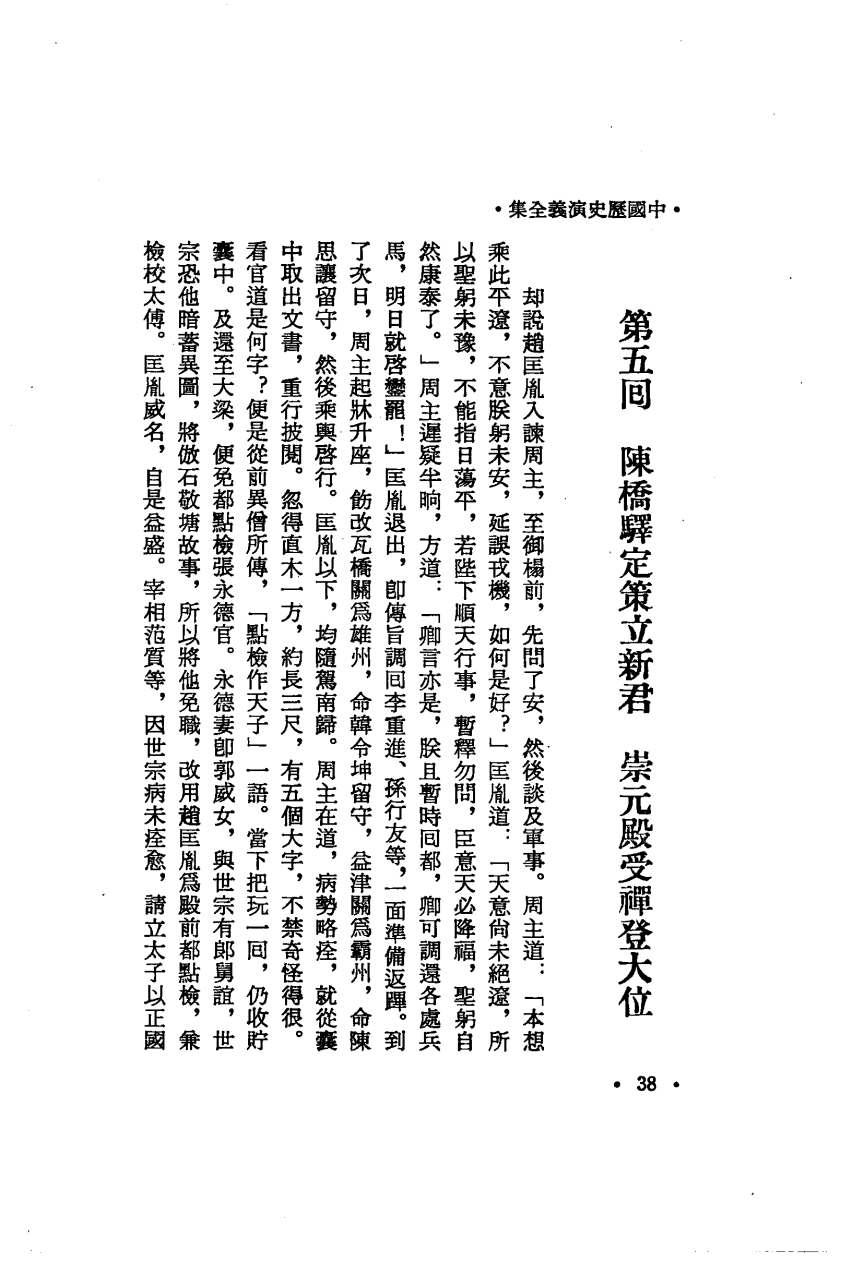 •中國歷史演義全集•
第五回　陳橋驛定策立新君　崇元殿受禪登大位
• 38 •
却說趙匡胤入諫周主，至御榻前，先問了安，然後談及軍事。周主道：「本想
乘此平遼，不意朕躬未安，延誤戎機，如何是好？」匡胤道：「天意尙未絕遼，所
以聖躬未豫，不能指日蕩平，若陛下順天行事，暫釋勿問，臣意天必降福，聖躬自
然康泰了。」周主遲疑半晌，方道：「卿言亦是，朕且暫時回都，卿可調還各處兵
馬，明日就啓鑾罷！」匡胤退出，卽傳旨調回李重進、孫行友等，一面準備返蹕。到
了次日，周主起牀升座，飭改瓦橋關爲雄州，命韓令坤留守，益津關爲霸州，命陳
思讓留守，然後乘輿啓行。匡胤以下，均隨駕南歸。周主在道，病勢略痊，就從囊
中取出文書，重行披閱。忽得直木一方，約長三尺，有五個大字，不禁奇怪得很。
看官道是何字？便是從前異僧所傳，「點檢作天子」一語。當下把玩一回，仍收貯
囊中。及還至大梁，便免都點檢張永德官。永德妻卽郭威女，與世宗有郎舅誼，世
宗恐他暗蓄異圖，將倣石敬塘故事，所以將他免職，改用趙匡胤爲殿前都點檢，兼
檢校太傅。匡胤威名，自是益盛。宰相范質等，因世宗病未痊愈，請立太子以正國